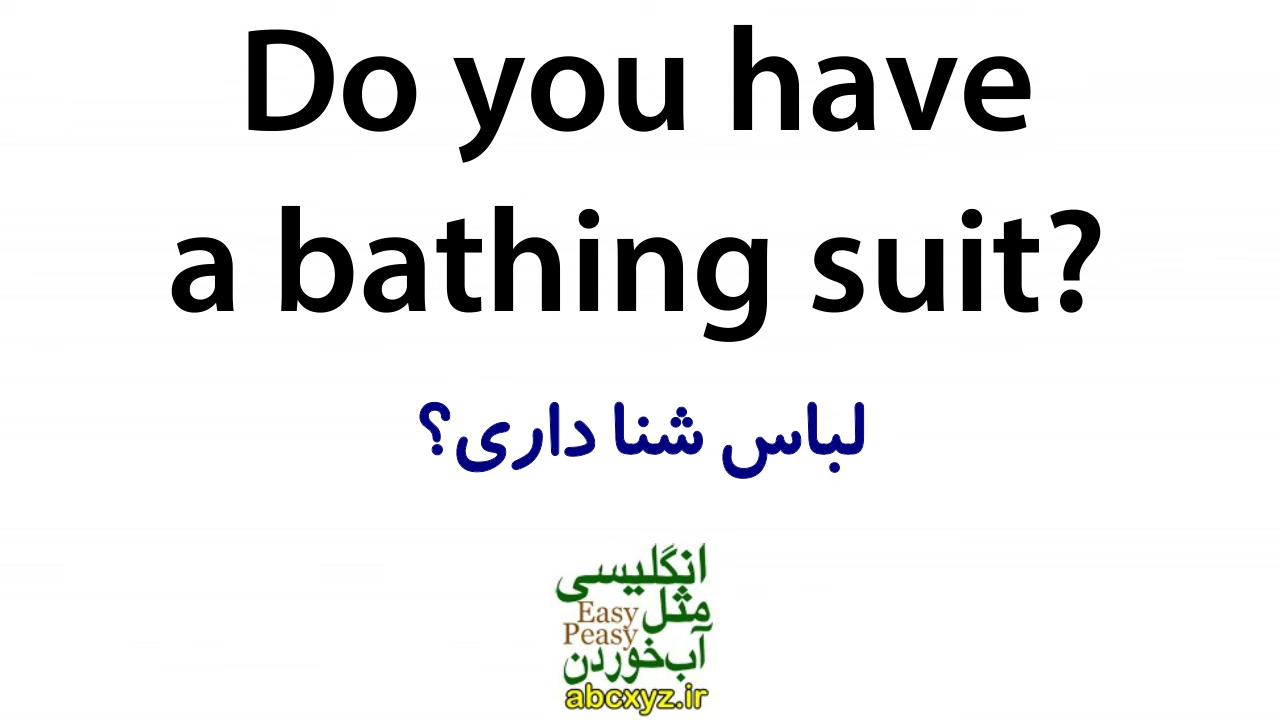 Do you have
a bathing suit?
لباس شنا داری؟
انگلیسی
مثل Easy
Peasy
آب‌خوردن
abcxyz.ir